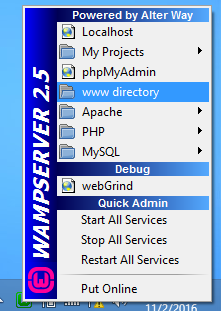 Powered by Alter Way
Localhost
My Projects
phpMyAdmin
www directory
Apache
PHP
MySQL
Debug
webGrind
Quick Admin
Start All Services
Stop All Services
Restart All Services
Put Online
WAMPSERVER 2.5
11/2/2016